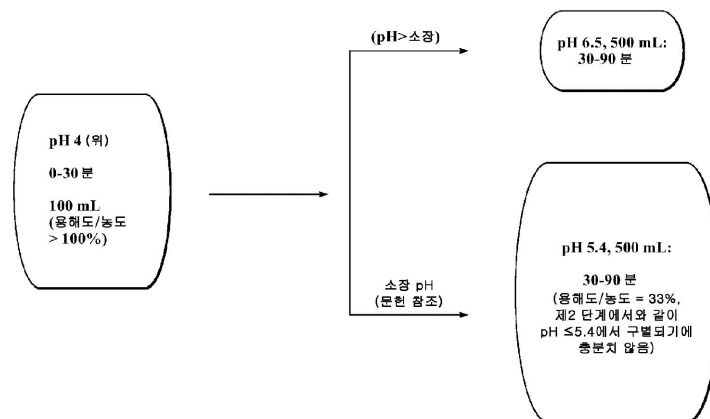 pH 4 (위)
0-30 분
100 mL
(용해도/농도
> 100%)
(pH>소장)
pH 6.5, 500 mL:
30-90 분
소장 pH
(문헌 참조)
pH 5.4, 500 mL:
30-90 분
(용해도/농도 = 33%,
제2 단계에서와 같이
pH ≤5.4에서 구별되기에
충분치 않음)